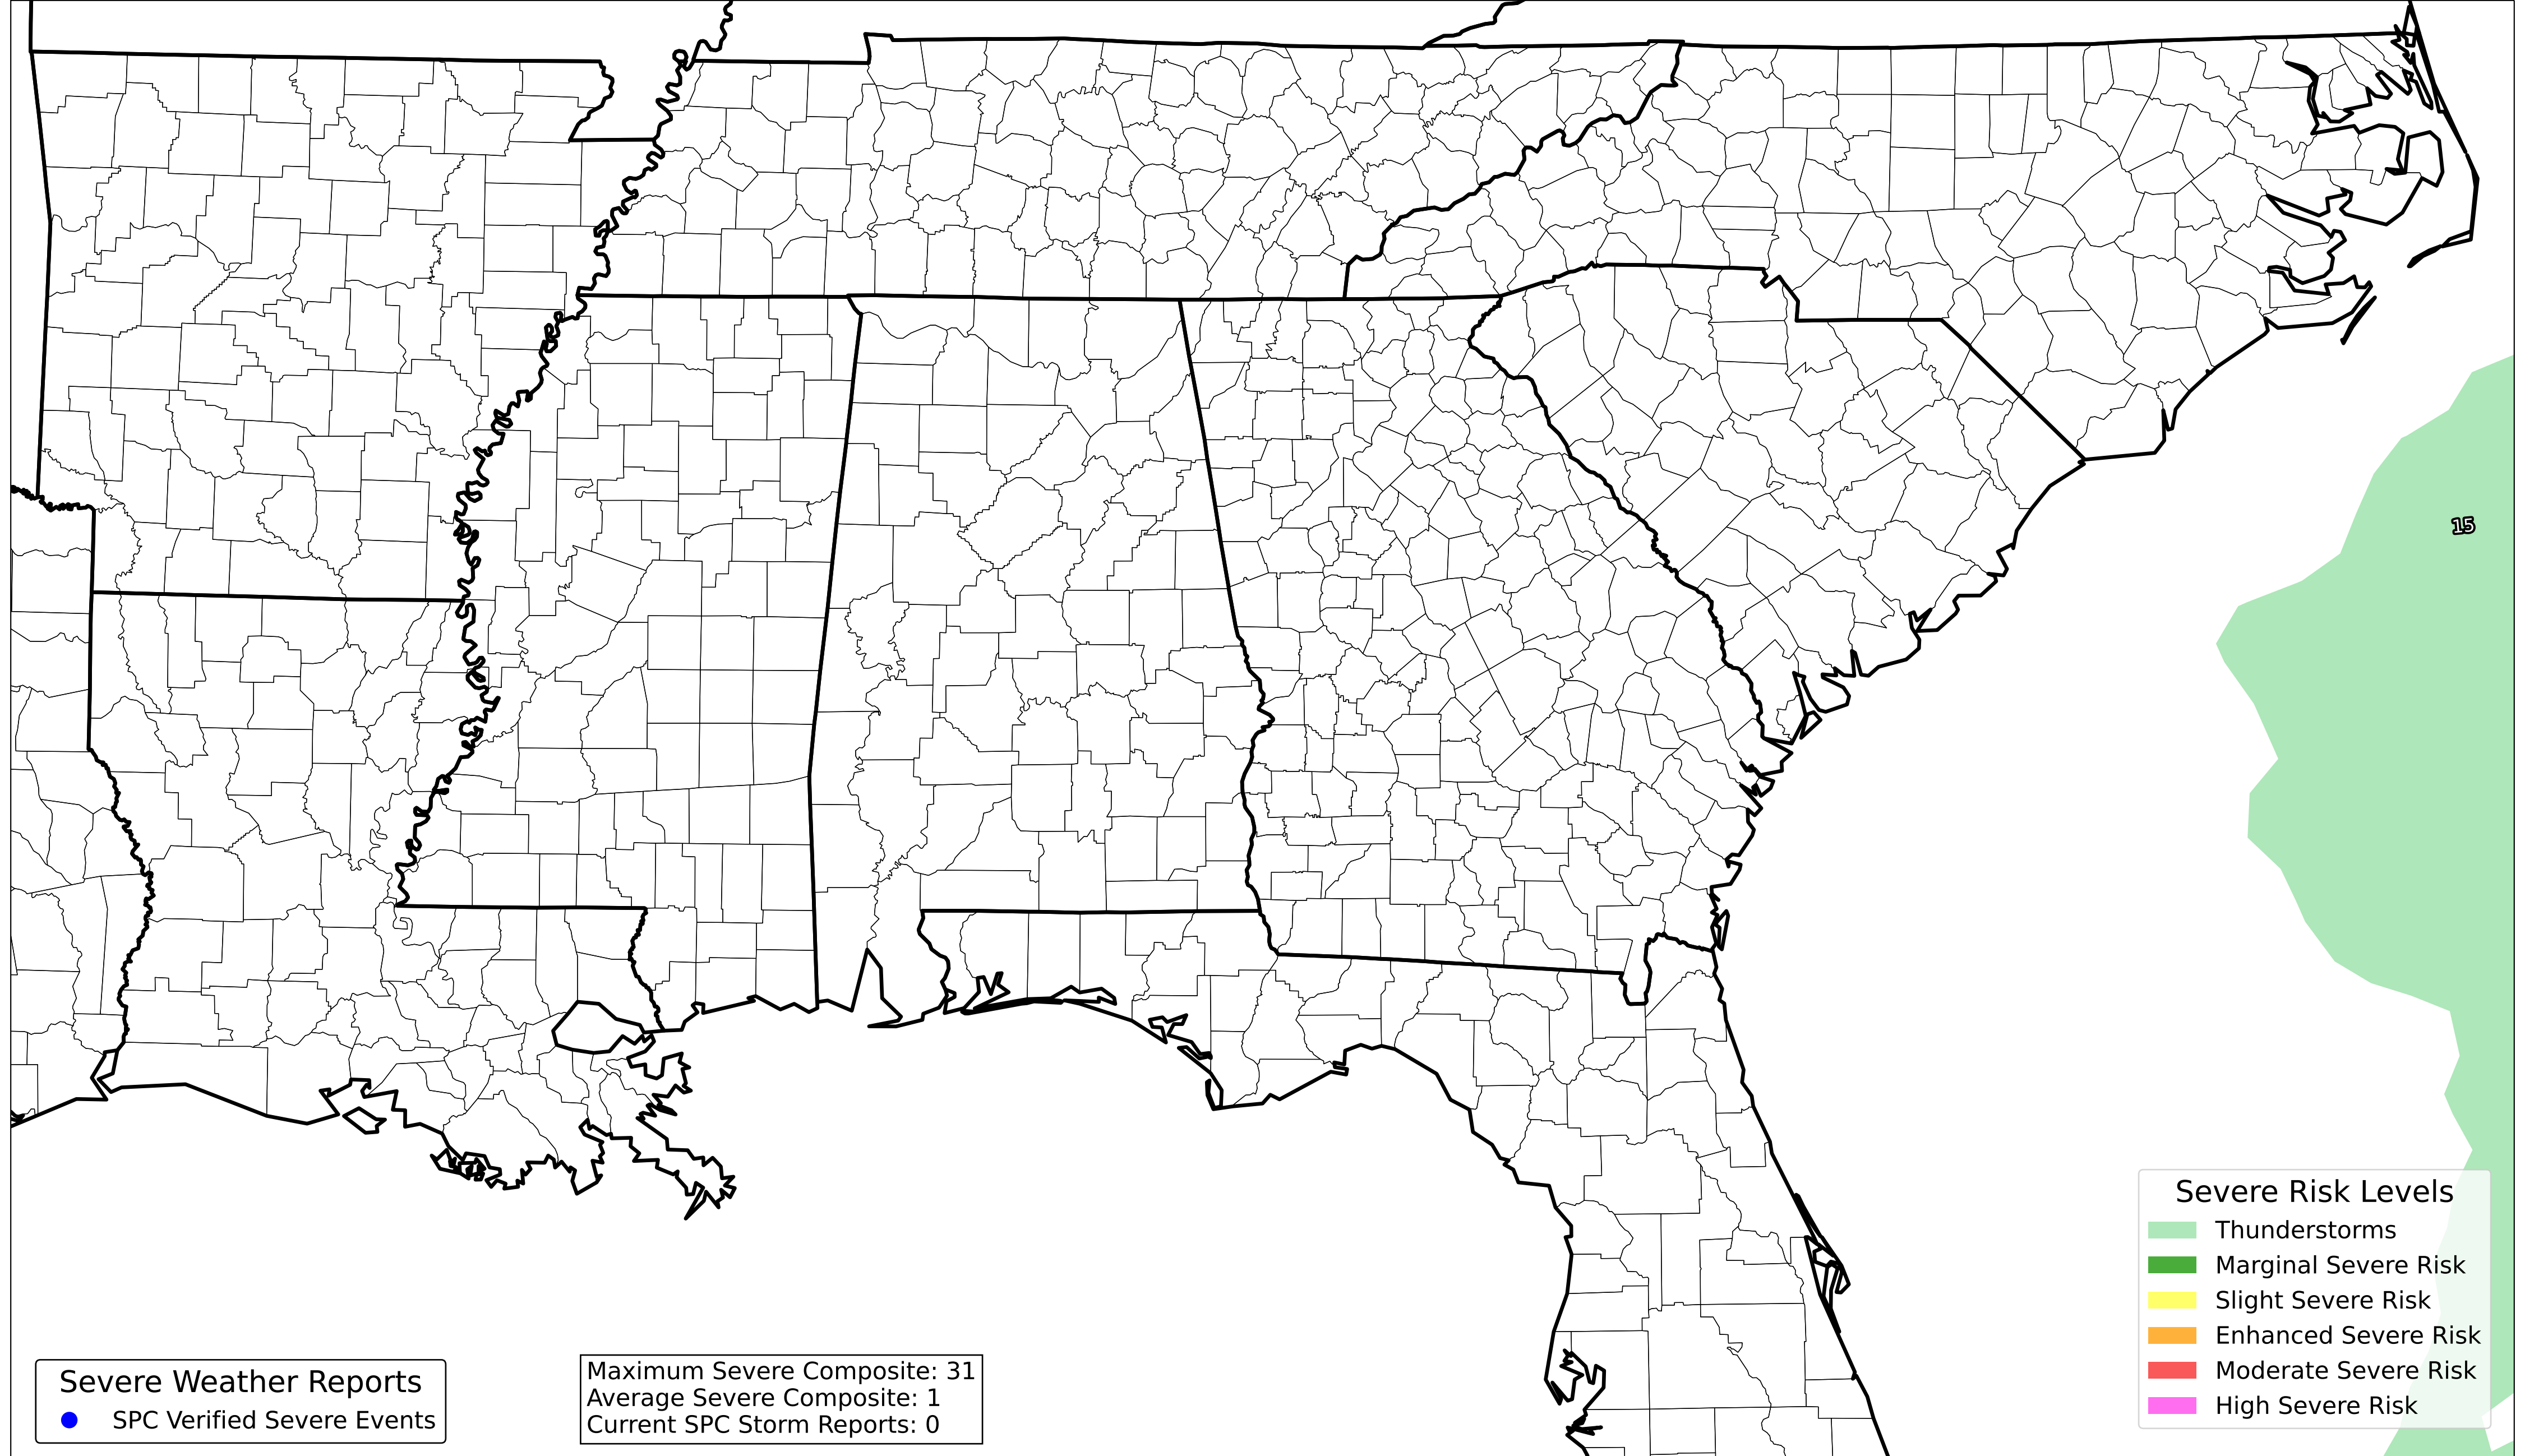 15
Severe Risk Levels
Thunderstorms
Marginal Severe Risk
Slight Severe Risk
Enhanced Severe Risk
Moderate Severe Risk
High Severe Risk
Severe Weather Reports
SPC Verified Severe Events
Maximum Severe Composite: 31
Average Severe Composite: 1
Current SPC Storm Reports: 0